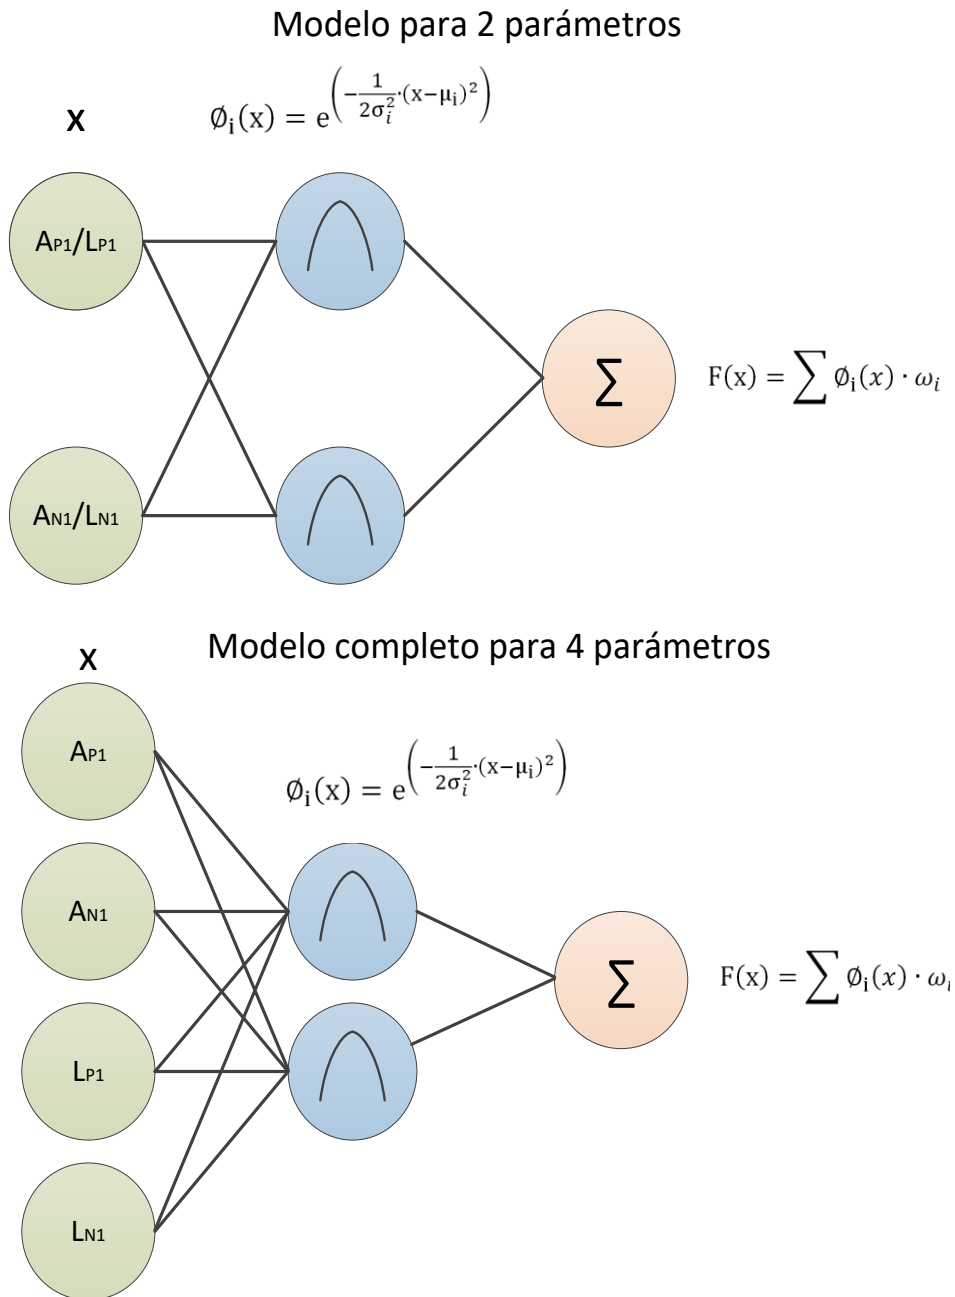 Modelo para 2 parámetros
X
∅ᵢ(x) = e^(−1/(2σᵢ²)·(x−μᵢ)²)
AP1/LP1
AN1/LN1
Σ
F(x) = ∑ ∅ᵢ(x) · ωᵢ
Modelo completo para 4 parámetros
X
AP1
∅ᵢ(x) = e^(−1/(2σᵢ²)·(x−μᵢ)²)
AN1
Σ
F(x) = ∑ ∅ᵢ(x) · ωᵢ
LP1
LN1